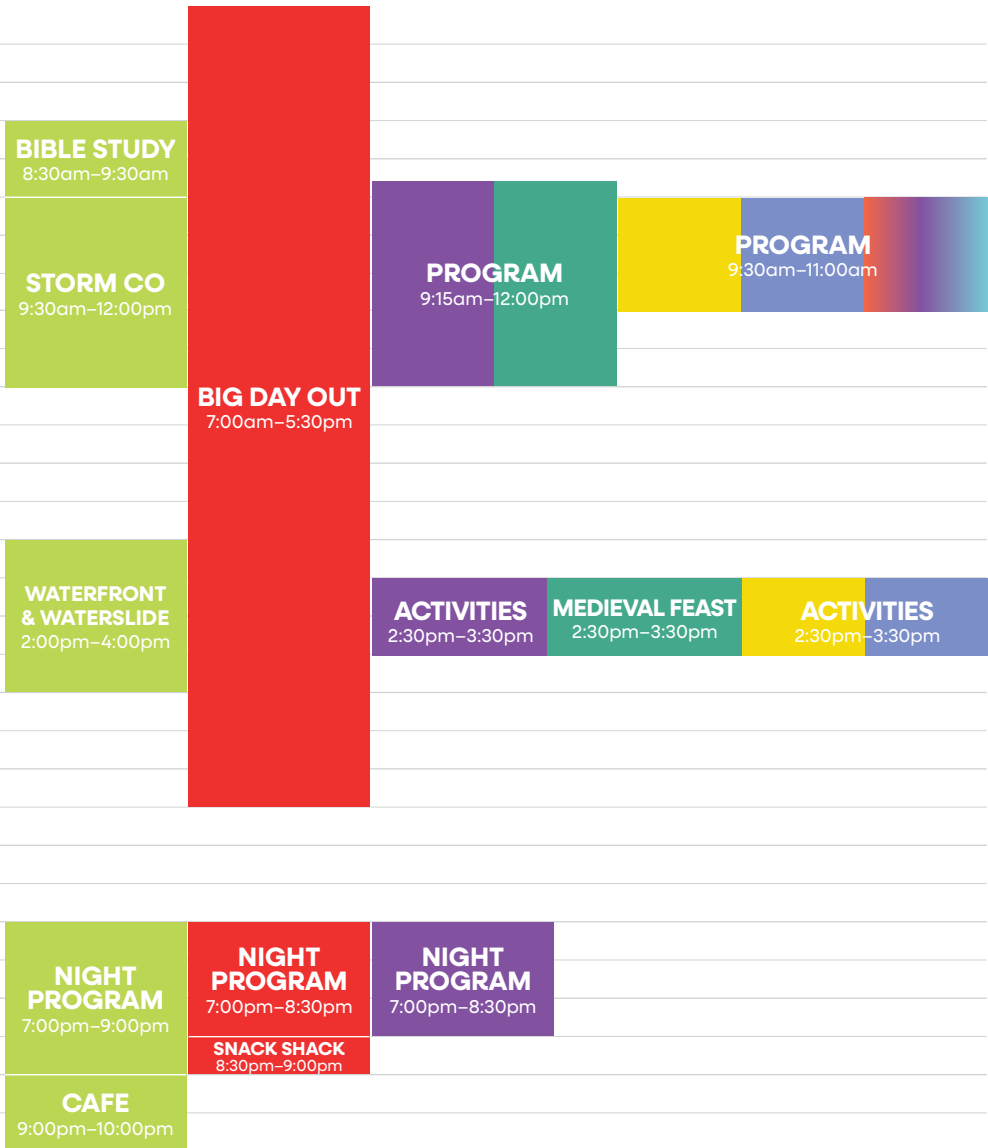 BIBLE STUDY
8:30am–9:30am
STORM CO
9:30am–12:00pm
WATERFRONT
& WATERSLIDE
2:00pm–4:00pm
NIGHT
PROGRAM
7:00pm–9:00pm
CAFE
9:00pm–10:00pm
BIG DAY OUT
7:00am–5:30pm
NIGHT
PROGRAM
7:00pm–8:30pm
SNACK SHACK
8:30pm–9:00pm
PROGRAM
9:15am–12:00pm
ACTIVITIES
2:30pm–3:30pm
NIGHT
PROGRAM
7:00pm–8:30pm
MEDIEVAL FEAST
2:30pm–3:30pm
PROGRAM
9:30am–11:00am
ACTIVITIES
2:30pm–3:30pm